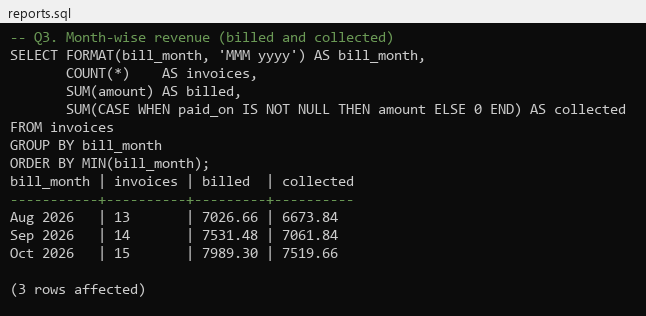 reports.sql
-- Q3. Month-wise revenue (billed and collected)
SELECT FORMAT(bill_month, 'MMM yyyy') AS bill_month,
       COUNT(*)    AS invoices,
       SUM(amount) AS billed,
       SUM(CASE WHEN paid_on IS NOT NULL THEN amount ELSE 0 END) AS collected
FROM invoices
GROUP BY bill_month
ORDER BY MIN(bill_month);
bill_month | invoices | billed  | collected
-----------+----------+---------+----------
Aug 2026   | 13       | 7026.66 | 6673.84
Sep 2026   | 14       | 7531.48 | 7061.84
Oct 2026   | 15       | 7989.30 | 7519.66
(3 rows affected)